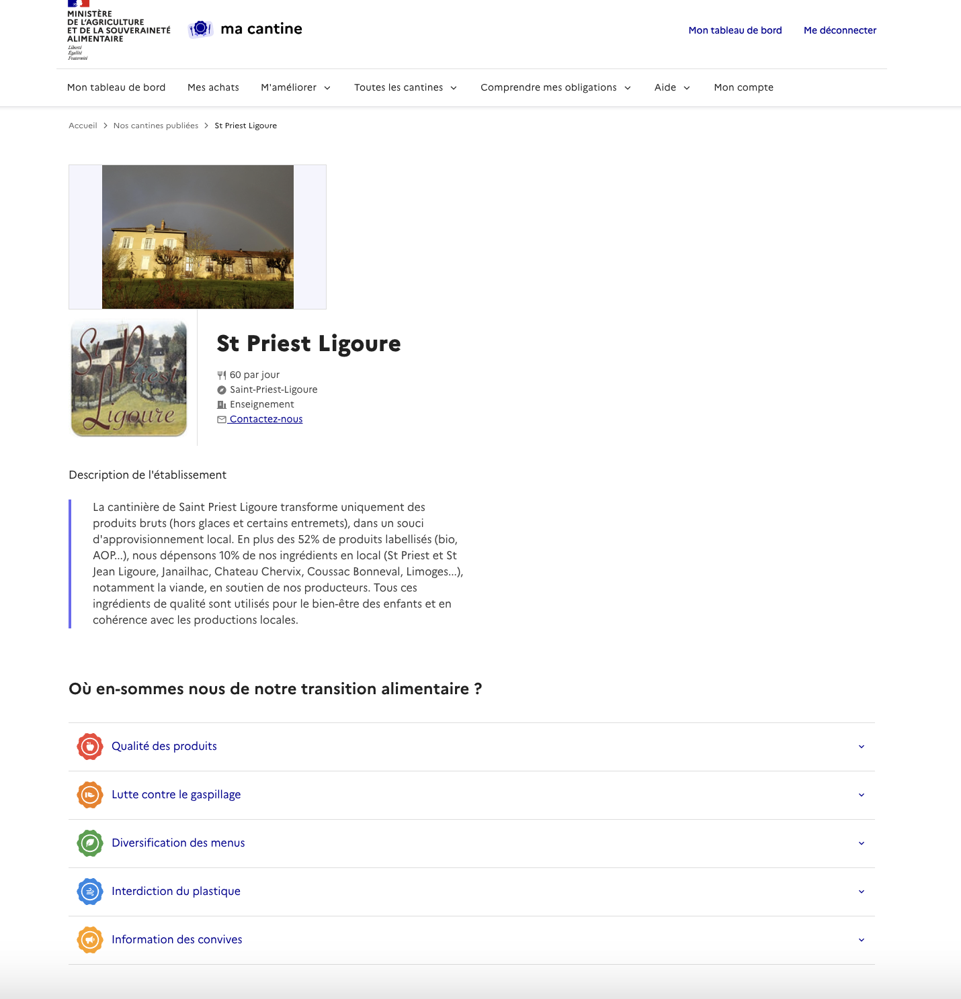 MINISTÈRE
DE L'AGRICULTURE
ET DE LA SOUVERAINETÉ
ALIMENTAIRE
Liberté
Égalité
Fraternité
ma cantine
Mon tableau de bord
Me déconnecter
Mon tableau de bord
Mes achats
M'améliorer
Toutes les cantines
Comprendre mes obligations
Aide
Mon compte
Accueil
Nos cantines publiées
St Priest Ligoure
St Priest
Ligoure
St Priest Ligoure
60 par jour
Saint-Priest-Ligoure
Enseignement
Contactez-nous
Description de l'établissement
La cantinière de Saint Priest Ligoure transforme uniquement des
produits bruts (hors glaces et certains entremets), dans un souci
d'approvisionnement local. En plus des 52% de produits labellisés (bio,
AOP...), nous dépensons 10% de nos ingrédients en local (St Priest et St
Jean Ligoure, Janailhac, Chateau Chervix, Coussac Bonneval, Limoges...),
notamment la viande, en soutien de nos producteurs. Tous ces
ingrédients de qualité sont utilisés pour le bien-être des enfants et en
cohérence avec les productions locales.
Où en-sommes nous de notre transition alimentaire ?
Qualité des produits
Lutte contre le gaspillage
Diversification des menus
Interdiction du plastique
Information des convives